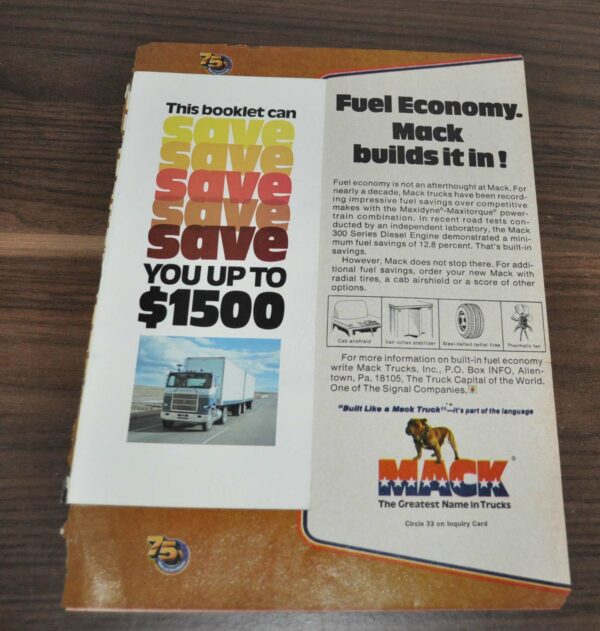 75
This booklet can
save
save
save
save
save
YOU UP TO
$1500
Fuel Economy.
Mack
builds it in!
Fuel economy is not an afterthought at Mack. For
nearly a decade, Mack trucks have been record-
ing impressive fuel savings over competitive
makes with the Maxidyne®-Maxitorque® power-
train combination. In recent road tests con-
ducted by an independent laboratory, the Mack
300 Series Diesel Engine demonstrated a mini-
mum fuel savings of 12.8 percent. That's built-in
savings.
However, Mack does not stop there. For addi-
tional fuel savings, order your new Mack with
radial tires, a cab airshield or a score of other
options.
Cab airshield
Van vortex stabilizer
Steel-belted radial tires
Thermatic fan
For more information on built-in fuel economy
write Mack Trucks, Inc., P.O. Box INFO, Allen-
town, Pa. 18105, The Truck Capital of the World.
One of The Signal Companies.
"Built Like a Mack Truck"™—it's part of the language
MACK®
The Greatest Name in Trucks
Circle 33 on Inquiry Card
75